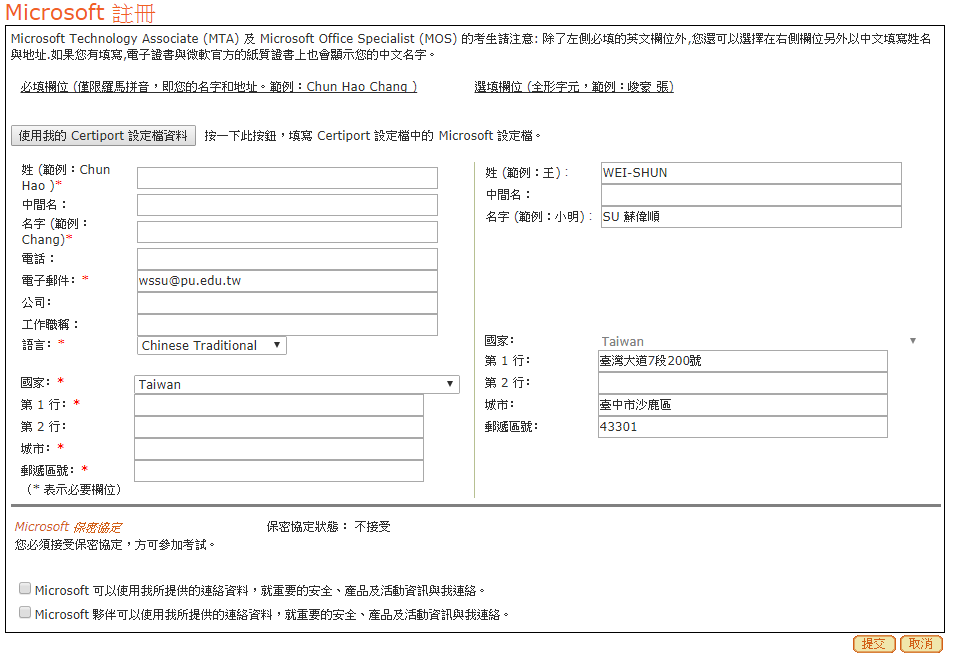 Microsoft 註冊
Microsoft Technology Associate (MTA) 及 Microsoft Office Specialist (MOS) 的考生請注意: 除了左側必填的英文欄位外,您還可以選擇在右側欄位另外以中文填寫姓名
與地址.如果您有填寫,電子證書與微軟官方的紙質證書上也會顯示您的中文名字。
必填欄位 (僅限羅馬拼音，即您的名字和地址。範例：Chun Hao Chang )
選填欄位 (全形字元，範例：峻豪 張)
使用我的 Certiport 設定檔資料 按一下此按鈕，填寫 Certiport 設定檔中的 Microsoft 設定檔。
姓 (範例：Chun
Hao )*
中間名：
名字 (範例：
Chang)*
電話：
電子郵件： * wssu@pu.edu.tw
公司:
工作職稱：
語言： * Chinese Traditional
國家： * Taiwan
第 1 行： *
第 2 行:
城市： *
郵遞區號： *
(* 表示必要欄位)
姓 (範例：王)： WEI-SHUN
中間名：
名字 (範例：小明)： SU 蘇偉順
國家： Taiwan
第 1 行: 臺灣大道7段200號
第 2 行:
城市： 臺中市沙鹿區
郵遞區號： 43301
Microsoft 保密協定 保密協定狀態： 不接受
您必須接受保密協定，方可參加考試。
Microsoft 可以使用我所提供的連絡資料，就重要的安全、產品及活動資訊與我連絡。
Microsoft 夥伴可以使用我所提供的連絡資料，就重要的安全、產品及活動資訊與我連絡。
提交 取消